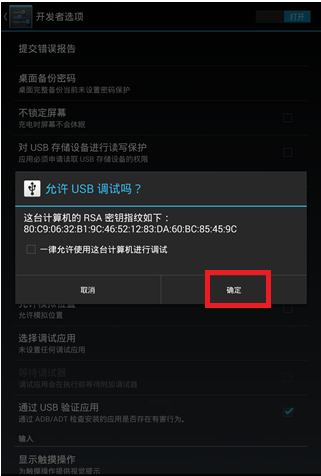 开发者选项
打开
提交错误报告
桌面备份密码
桌面完整备份当前未设置密码保护
不锁定屏幕
充电时屏幕不会休眠
对 USB 存储设备进行读写保护
应用必须申请读取 USB 存储设备的权限
允许 USB 调试吗？
这台计算机的 RSA 密钥指纹如下：
80:C9:06:32:B1:9C:46:52:12:83:DA:60:BC:85:45:9C
一律允许使用这台计算机进行调试
取消
确定
允许模拟位置
允许模拟位置
选择调试应用
未设置任何调试应用
等待调试器
调试应用会在执行前等待附加调试器
通过 USB 验证应用
通过 ADB/ADT 检查安装的应用是否存在有害行为。
输入
显示触摸操作
为触摸操作提供视觉提示